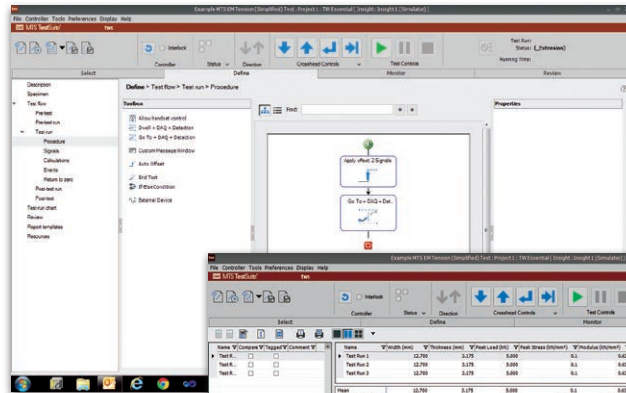 Example MTS EM Tension (Simplified) Test : Project 1 : TW Essential | Insight : Insight 1 (Simulator)
File Controller Tools Preferences Display Help
MTS TestSuite tws
Interlock
Controller Status Direction Crosshead Controls Test Controls
Test Run:
Status:
Running Time:
Select Define Monitor Review
Description
Specimen
Test flow
Pre-test
Pre-test run
Test-run
Procedure
Signals
Calculations
Events
Return to zero
Post-test run
Post-test
Test-run chart
Review
Report templates
Resources
Define > Test flow > Test run > Procedure
Toolbox
Allow handset control
Dwell + DAQ + Detection
Go To + DAQ + Detection
Custom Message Window
Auto Offset
End Test
If-Else Condition
External Device
Find:
Apply offset: 2 Signals
Go To + DAQ + Det...
Properties
Example MTS EM Tension (Simplified) Test : Project 1 : TW Essential | Insight : Insight 1 (Simulator)
File Controller Tools Preferences Display Help
MTS TestSuite tws
Interlock
Controller Status Direction Crosshead Controls Test Controls
Select Define Monitor
Name Compare Tagged Comment
Test R...
Test R...
Test R...
Name Width (mm) Thickness (mm) Peak Load (kN) Peak Stress (kN/mm²) Modulus (kN/mm²)
Test Run 1 12.700 3.175 5.000 0.1
Test Run 2 12.700 3.175 5.000 0.1
Test Run 3 12.700 3.175 5.000 0.1
Mean 12.700 3.175 5.000 0.1